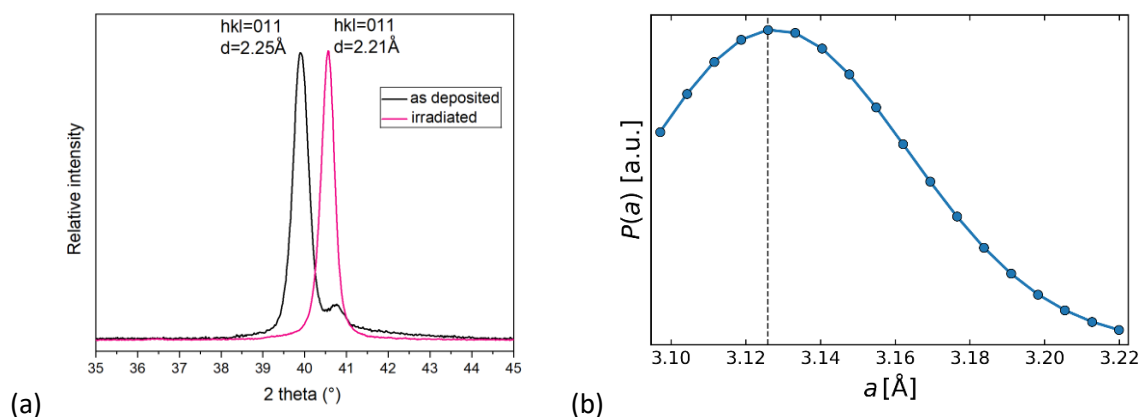 hkl=011
d=2.25Å
hkl=011
d=2.21Å
as deposited
irradiated
Relative intensity
35 36 37 38 39 40 41 42 43 44 45
2 theta (°)
(a)
P(a) [a.u.]
3.10 3.12 3.14 3.16 3.18 3.20 3.22
a [Å]
(b)